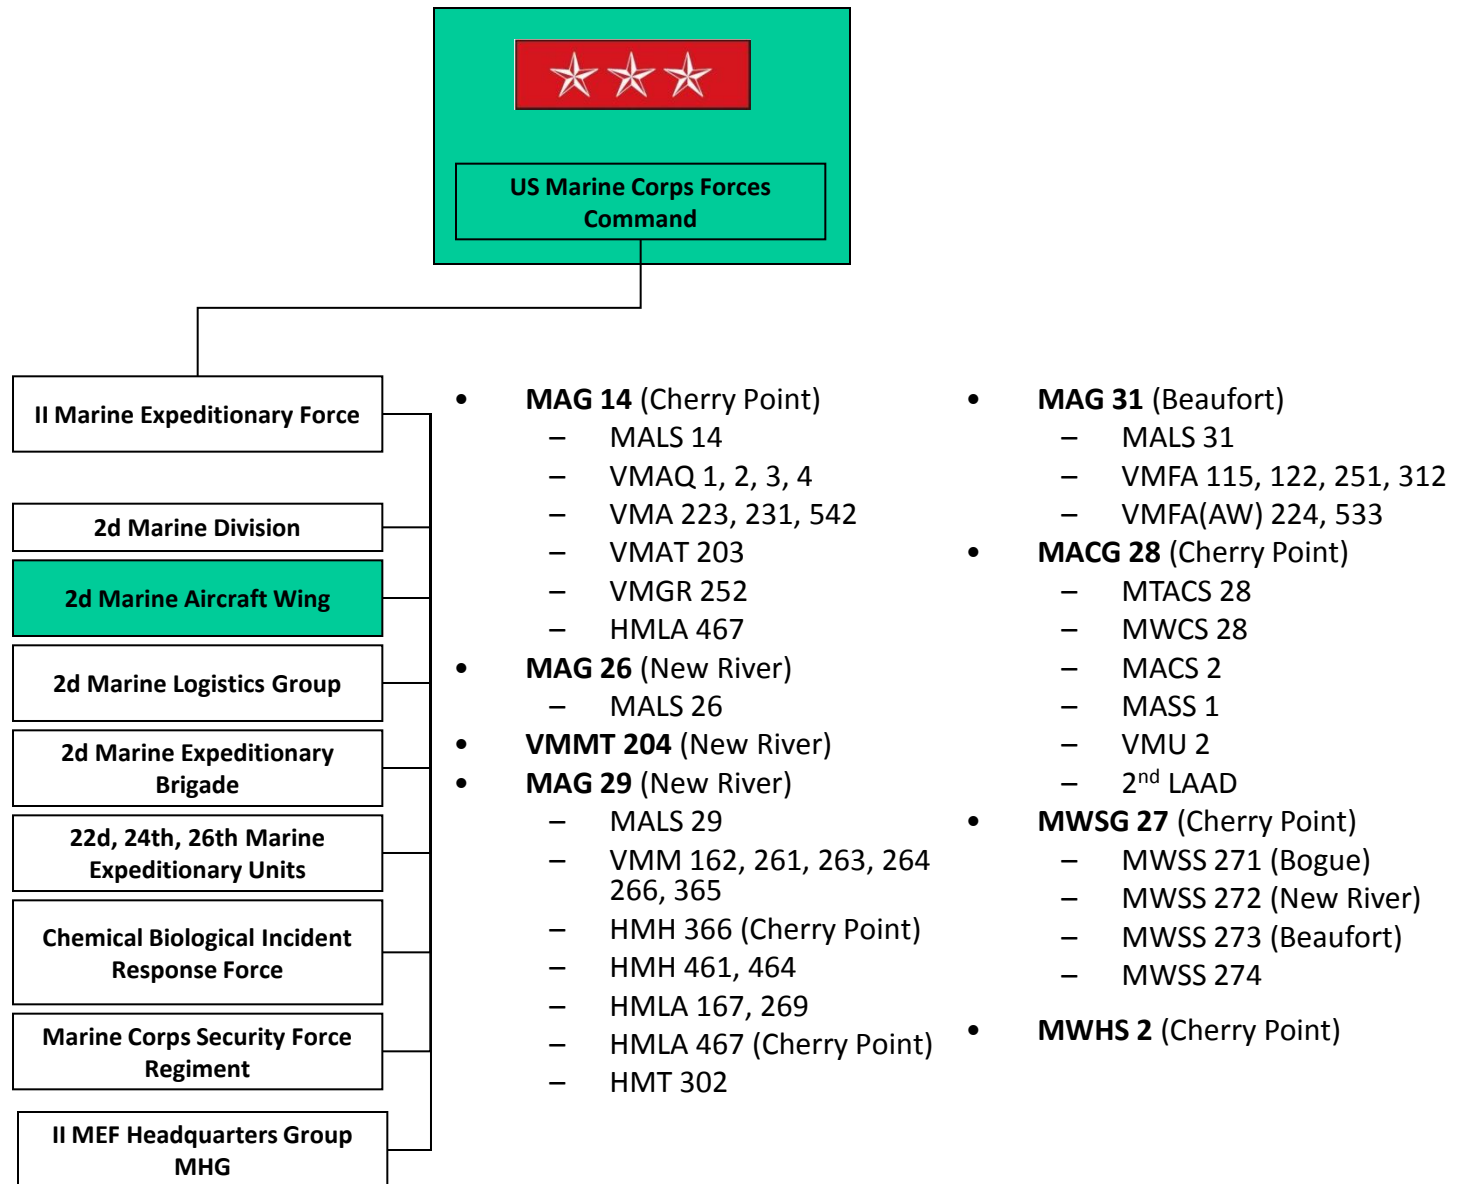 US Marine Corps Forces
Command
II Marine Expeditionary Force
2d Marine Division
2d Marine Aircraft Wing
2d Marine Logistics Group
2d Marine Expeditionary
Brigade
22d, 24th, 26th Marine
Expeditionary Units
Chemical Biological Incident
Response Force
Marine Corps Security Force
Regiment
II MEF Headquarters Group
MHG
• MAG 14 (Cherry Point)
– MALS 14
– VMAQ 1, 2, 3, 4
– VMA 223, 231, 542
– VMAT 203
– VMGR 252
– HMLA 467
• MAG 26 (New River)
– MALS 26
• VMMT 204 (New River)
• MAG 29 (New River)
– MALS 29
– VMM 162, 261, 263, 264
266, 365
– HMH 366 (Cherry Point)
– HMH 461, 464
– HMLA 167, 269
– HMLA 467 (Cherry Point)
– HMT 302
• MAG 31 (Beaufort)
– MALS 31
– VMFA 115, 122, 251, 312
– VMFA(AW) 224, 533
• MACG 28 (Cherry Point)
– MTACS 28
– MWCS 28
– MACS 2
– MASS 1
– VMU 2
– 2nd LAAD
• MWSG 27 (Cherry Point)
– MWSS 271 (Bogue)
– MWSS 272 (New River)
– MWSS 273 (Beaufort)
– MWSS 274
• MWHS 2 (Cherry Point)